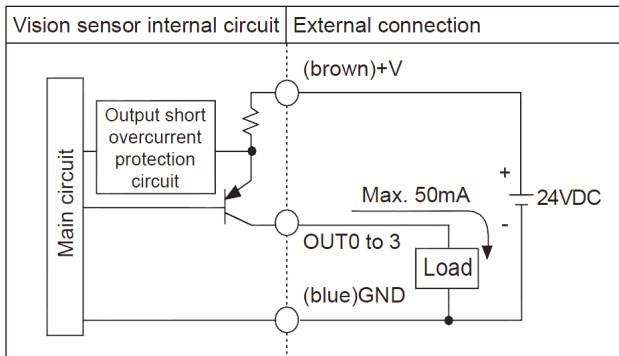 Vision sensor internal circuit
External connection
(brown)+V
Output short
overcurrent
protection
circuit
Main circuit
Max. 50mA
+
24VDC
-
OUT0 to 3
Load
(blue)GND